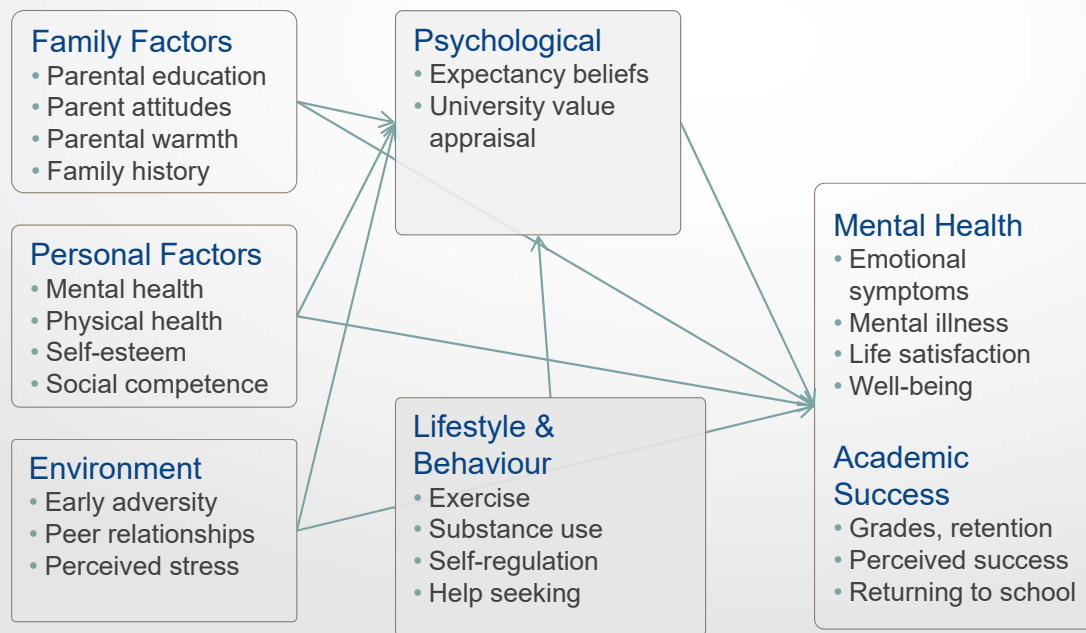 Family Factors
• Parental education
• Parent attitudes
• Parental warmth
• Family history
Personal Factors
• Mental health
• Physical health
• Self-esteem
• Social competence
Environment
• Early adversity
• Peer relationships
• Perceived stress
Psychological
• Expectancy beliefs
• University value
appraisal
Lifestyle &
Behaviour
• Exercise
• Substance use
• Self-regulation
• Help seeking
Mental Health
• Emotional
symptoms
• Mental illness
• Life satisfaction
• Well-being
Academic
Success
• Grades, retention
• Perceived success
• Returning to school